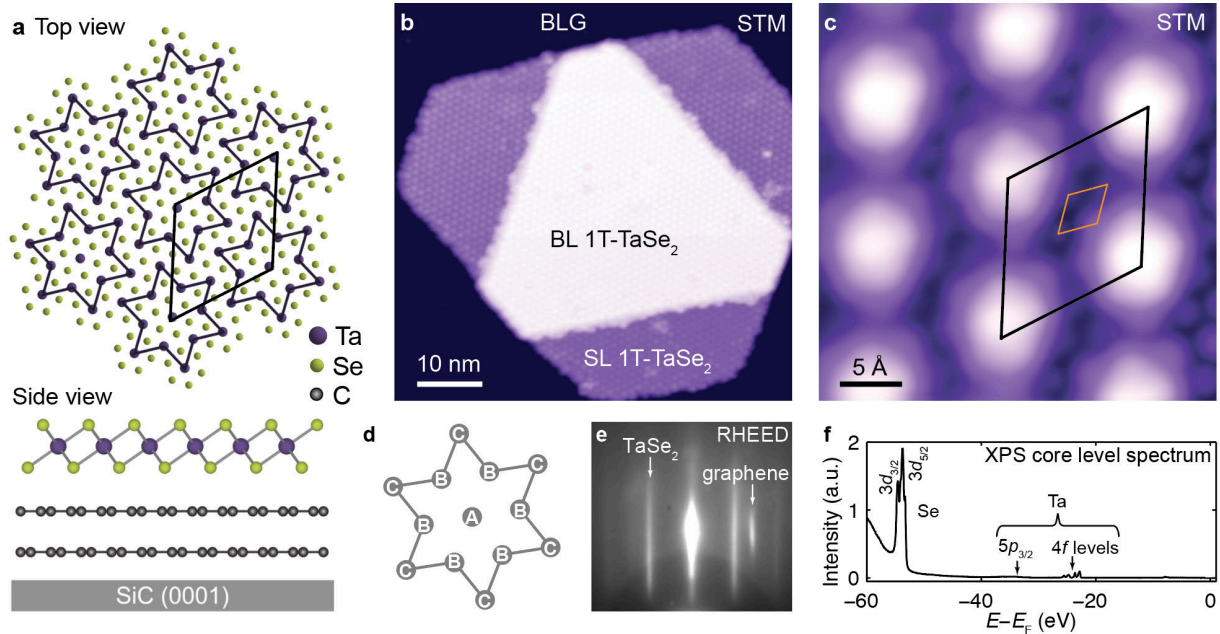 a Top view
Ta
Se
C
Side view
SiC (0001)
b BLG STM
BL 1T-TaSe₂
SL 1T-TaSe₂
10 nm
c STM
5 Å
d
C
C B B C
B A B
C B B C
C
e RHEED
TaSe₂
graphene
f
XPS core level spectrum
3d₃/₂
3d₅/₂
Se
Ta
5p₃/₂ 4f levels
Intensity (a.u.)
2
1
0
−60 −40 −20 0
E–E_F (eV)